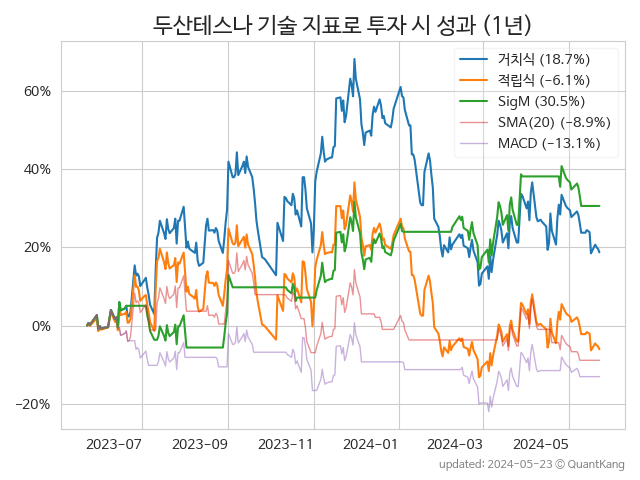 두산테스나 기술 지표로 투자 시 성과 (1년)
거치식 (18.7%)
적립식 (−6.1%)
SigM (30.5%)
SMA(20) (−8.9%)
MACD (−13.1%)
60%
40%
20%
0%
−20%
2023-07 2023-09 2023-11 2024-01 2024-03 2024-05
updated: 2024-05-23 ⓒ QuantKang